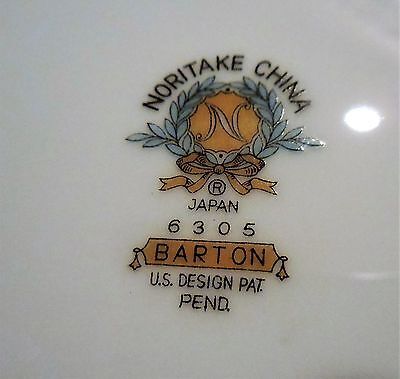 NORITAKE CHINA
N
®
JAPAN
6305
BARTON
U.S. DESIGN PAT.
PEND.